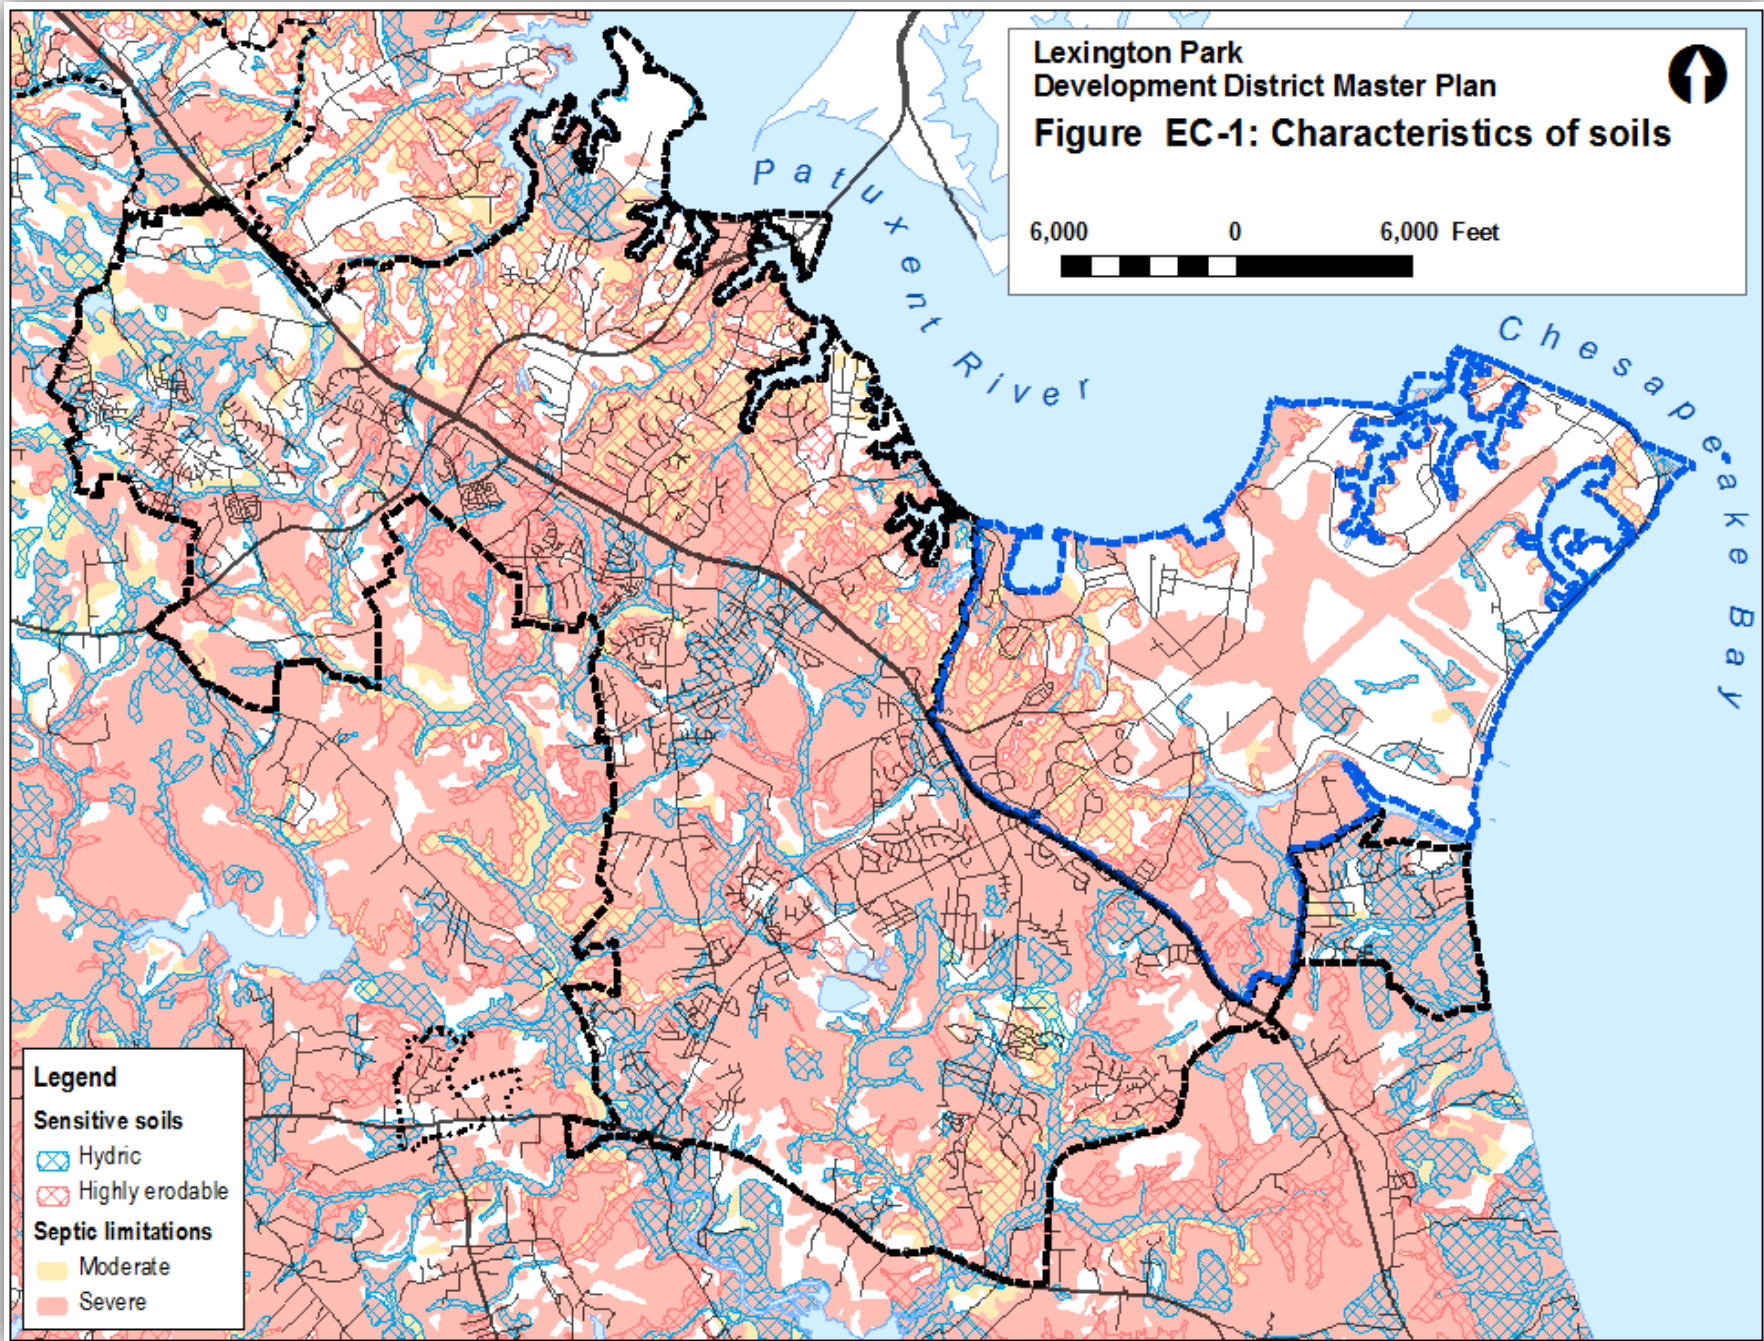 Lexington Park
Development District Master Plan
Figure EC-1: Characteristics of soils
6,000 0 6,000 Feet
Patuxent River
Chesapeake Bay
Legend
Sensitive soils
Hydric
Highly erodable
Septic limitations
Moderate
Severe